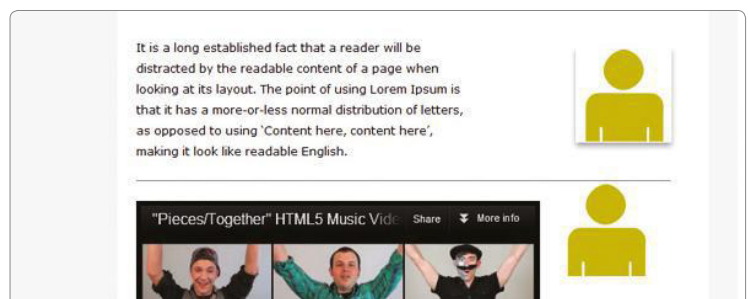 It is a long established fact that a reader will be
distracted by the readable content of a page when
looking at its layout. The point of using Lorem Ipsum is
that it has a more-or-less normal distribution of letters,
as opposed to using `Content here, content here´,
making it look like readable English.
"Pieces/Together" HTML5 Music Vide Share More info